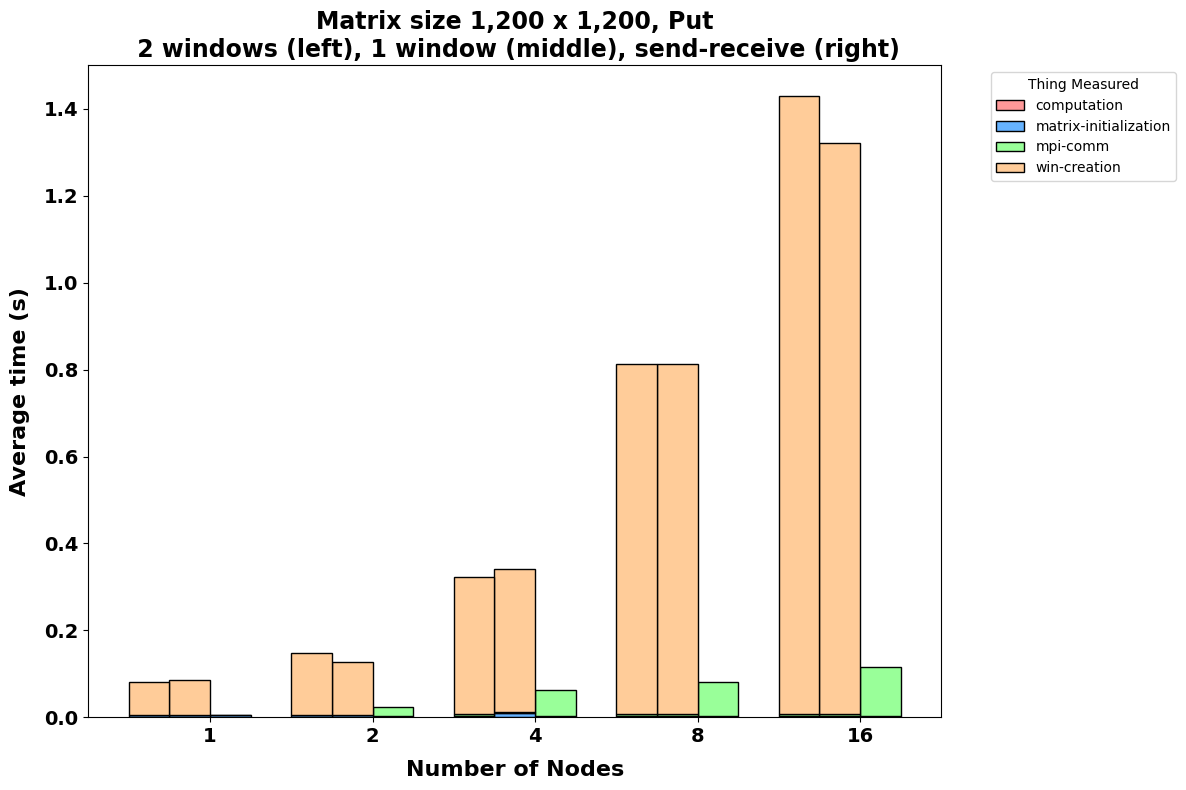 Matrix size 1,200 x 1,200, Put
2 windows (left), 1 window (middle), send-receive (right)
Thing Measured
computation
matrix-initialization
mpi-comm
win-creation
Average time (s)
1.4
1.2
1.0
0.8
0.6
0.4
0.2
0.0
1 2 4 8 16
Number of Nodes